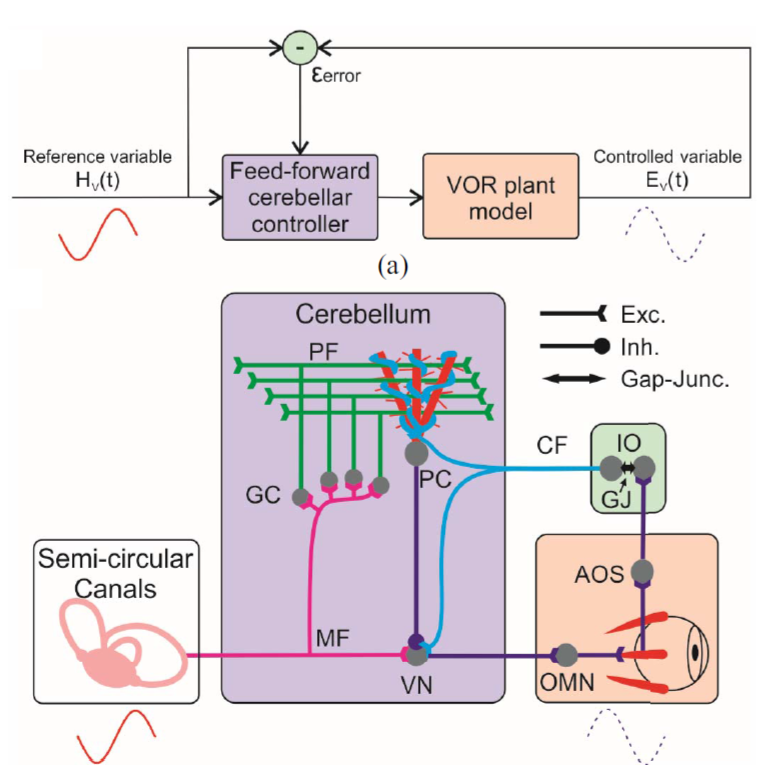 -
Ɛerror
Reference variable
Hᵥ(t)
Feed-forward
cerebellar
controller
VOR plant
model
Controlled variable
Eᵥ(t)
(a)
Cerebellum
PF
GC
PC
MF
VN
Exc.
Inh.
Gap-Junc.
CF
IO
GJ
Semi-circular
Canals
AOS
OMN